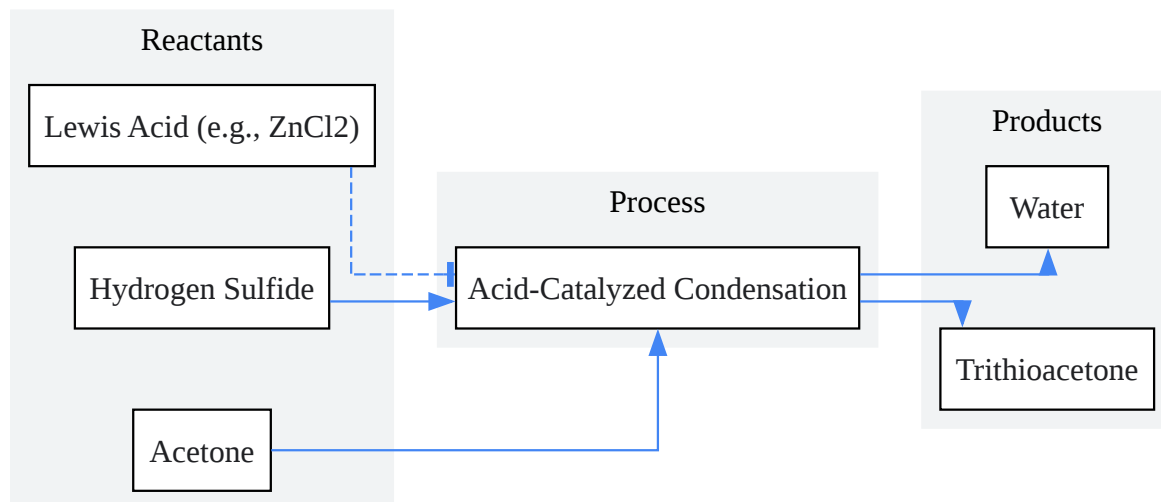 Reactants
Lewis Acid (e.g., ZnCl2)
Hydrogen Sulfide
Acetone
Process
Acid-Catalyzed Condensation
Products
Water
Trithioacetone